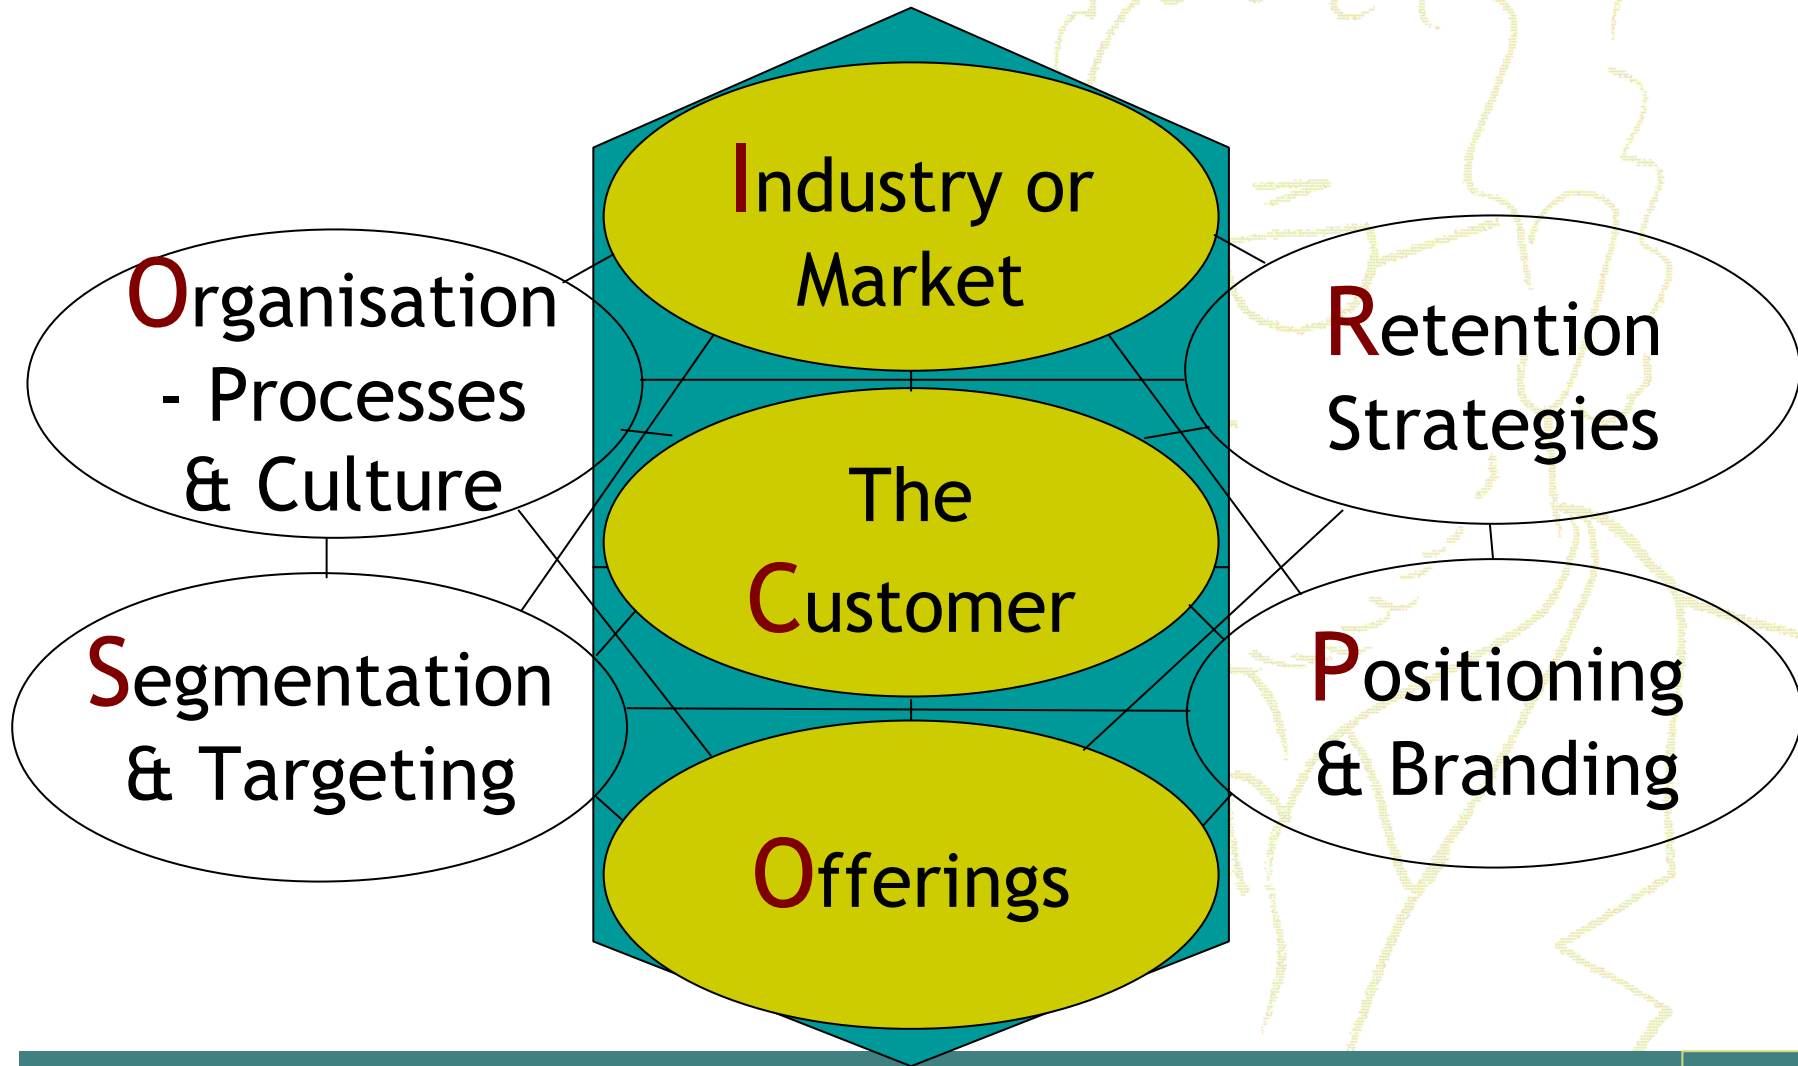 Industry or
Market
Organisation
- Processes
& Culture
Retention
Strategies
The
Customer
Segmentation
& Targeting
Positioning
& Branding
Offerings